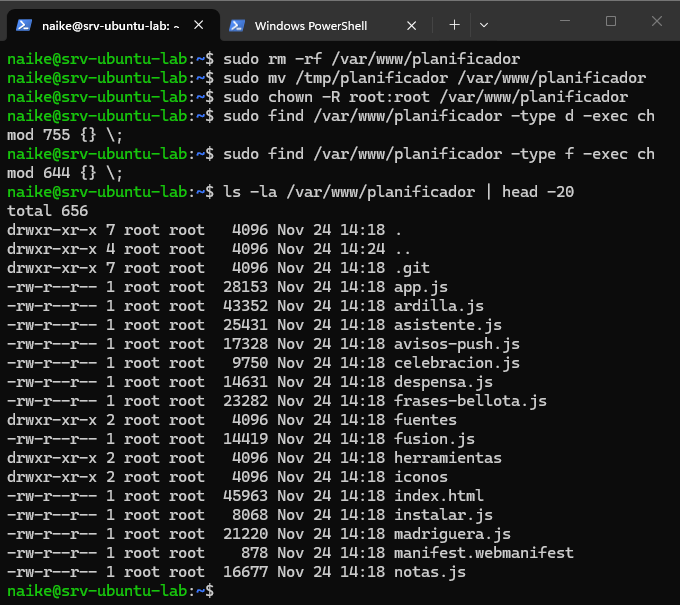 naike@srv-ubuntu-lab: ~
Windows PowerShell
naike@srv-ubuntu-lab:~$ sudo rm -rf /var/www/planificador
naike@srv-ubuntu-lab:~$ sudo mv /tmp/planificador /var/www/planificador
naike@srv-ubuntu-lab:~$ sudo chown -R root:root /var/www/planificador
naike@srv-ubuntu-lab:~$ sudo find /var/www/planificador -type d -exec ch
mod 755 {} \;
naike@srv-ubuntu-lab:~$ sudo find /var/www/planificador -type f -exec ch
mod 644 {} \;
naike@srv-ubuntu-lab:~$ ls -la /var/www/planificador | head -20
total 656
drwxr-xr-x 7 root root  4096 Nov 24 14:18 .
drwxr-xr-x 4 root root  4096 Nov 24 14:24 ..
drwxr-xr-x 7 root root  4096 Nov 24 14:18 .git
-rw-r--r-- 1 root root 28153 Nov 24 14:18 app.js
-rw-r--r-- 1 root root 43352 Nov 24 14:18 ardilla.js
-rw-r--r-- 1 root root 25431 Nov 24 14:18 asistente.js
-rw-r--r-- 1 root root 17328 Nov 24 14:18 avisos-push.js
-rw-r--r-- 1 root root  9750 Nov 24 14:18 celebracion.js
-rw-r--r-- 1 root root 14631 Nov 24 14:18 despensa.js
-rw-r--r-- 1 root root 23282 Nov 24 14:18 frases-bellota.js
drwxr-xr-x 2 root root  4096 Nov 24 14:18 fuentes
-rw-r--r-- 1 root root 14419 Nov 24 14:18 fusion.js
drwxr-xr-x 2 root root  4096 Nov 24 14:18 herramientas
drwxr-xr-x 2 root root  4096 Nov 24 14:18 iconos
-rw-r--r-- 1 root root 45963 Nov 24 14:18 index.html
-rw-r--r-- 1 root root  8068 Nov 24 14:18 instalar.js
-rw-r--r-- 1 root root 21220 Nov 24 14:18 madriguera.js
-rw-r--r-- 1 root root   878 Nov 24 14:18 manifest.webmanifest
-rw-r--r-- 1 root root 16677 Nov 24 14:18 notas.js
naike@srv-ubuntu-lab:~$